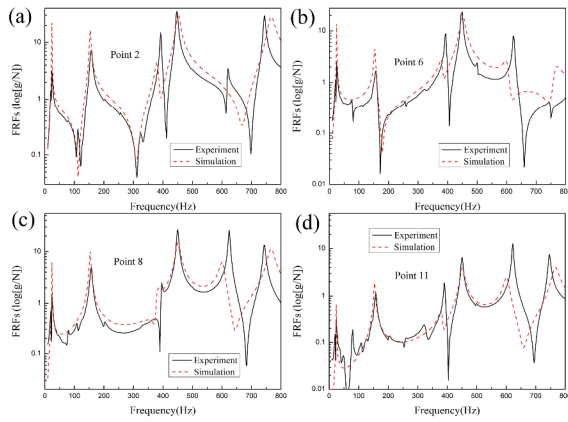 (a)
Point 2
FRFs (log[g/N])
10
1
0.1
Experiment
Simulation
0 100 200 300 400 500 600 700 800
Frequency(Hz)
(b)
Point 6
FRFs (log[g/N])
10
1
0.1
0.01
Experiment
Simulation
0 100 200 300 400 500 600 700 800
Frequency(Hz)
(c)
Point 8
FRFs (log[g/N])
100
10
1
0.1
Experiment
Simulation
0 100 200 300 400 500 600 700 800
Frequency(Hz)
(d)
Experiment
Simulation
Point 11
FRFs (log[g/N])
100
10
1
0.1
0.01
0 100 200 300 400 500 600 700 800
Frequency(Hz)